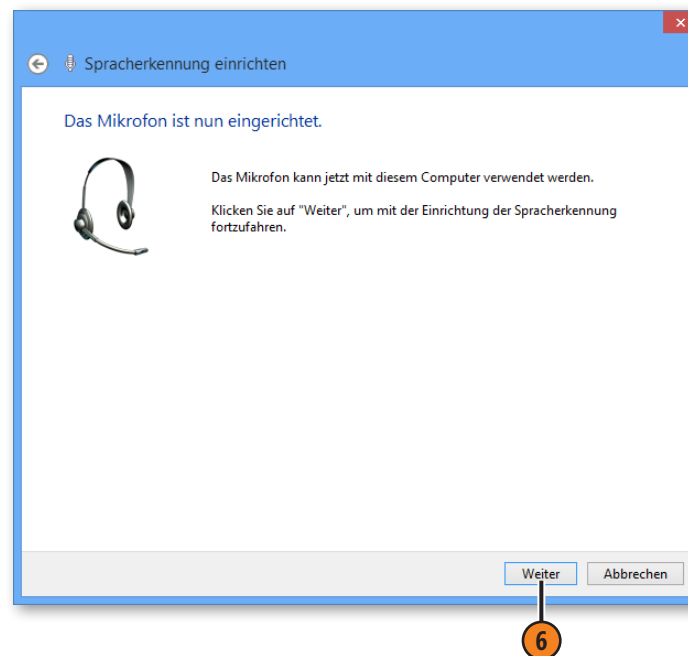 Spracherkennung einrichten
Das Mikrofon ist nun eingerichtet.
Das Mikrofon kann jetzt mit diesem Computer verwendet werden.
Klicken Sie auf "Weiter", um mit der Einrichtung der Spracherkennung
fortzufahren.
Weiter Abbrechen
6